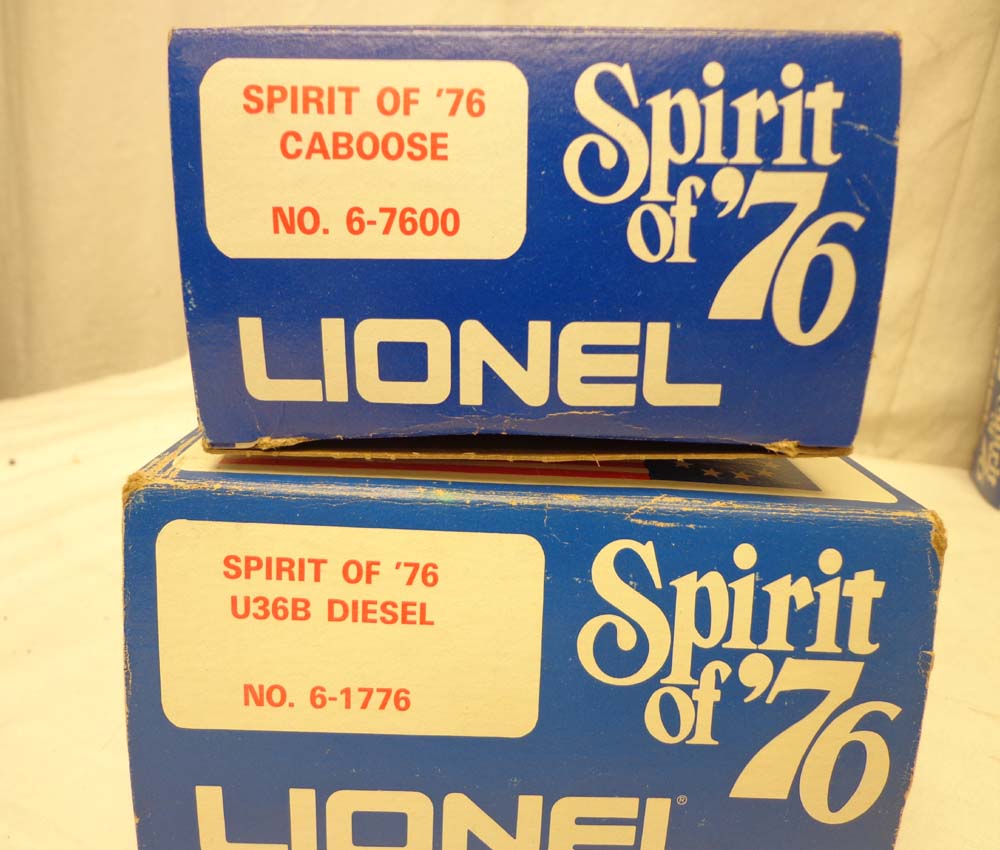 SPIRIT OF '76
CABOOSE
NO. 6-7600
Spirit
of '76
LIONEL
SPIRIT OF '76
U36B DIESEL
NO. 6-1776
Spirit
of '76
LIONEL®